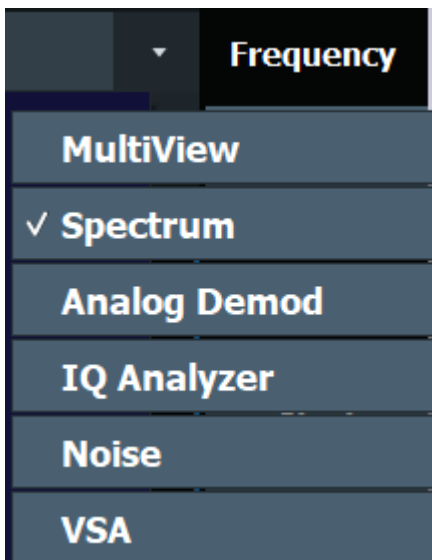 Frequency
MultiView
✓ Spectrum
Analog Demod
IQ Analyzer
Noise
VSA